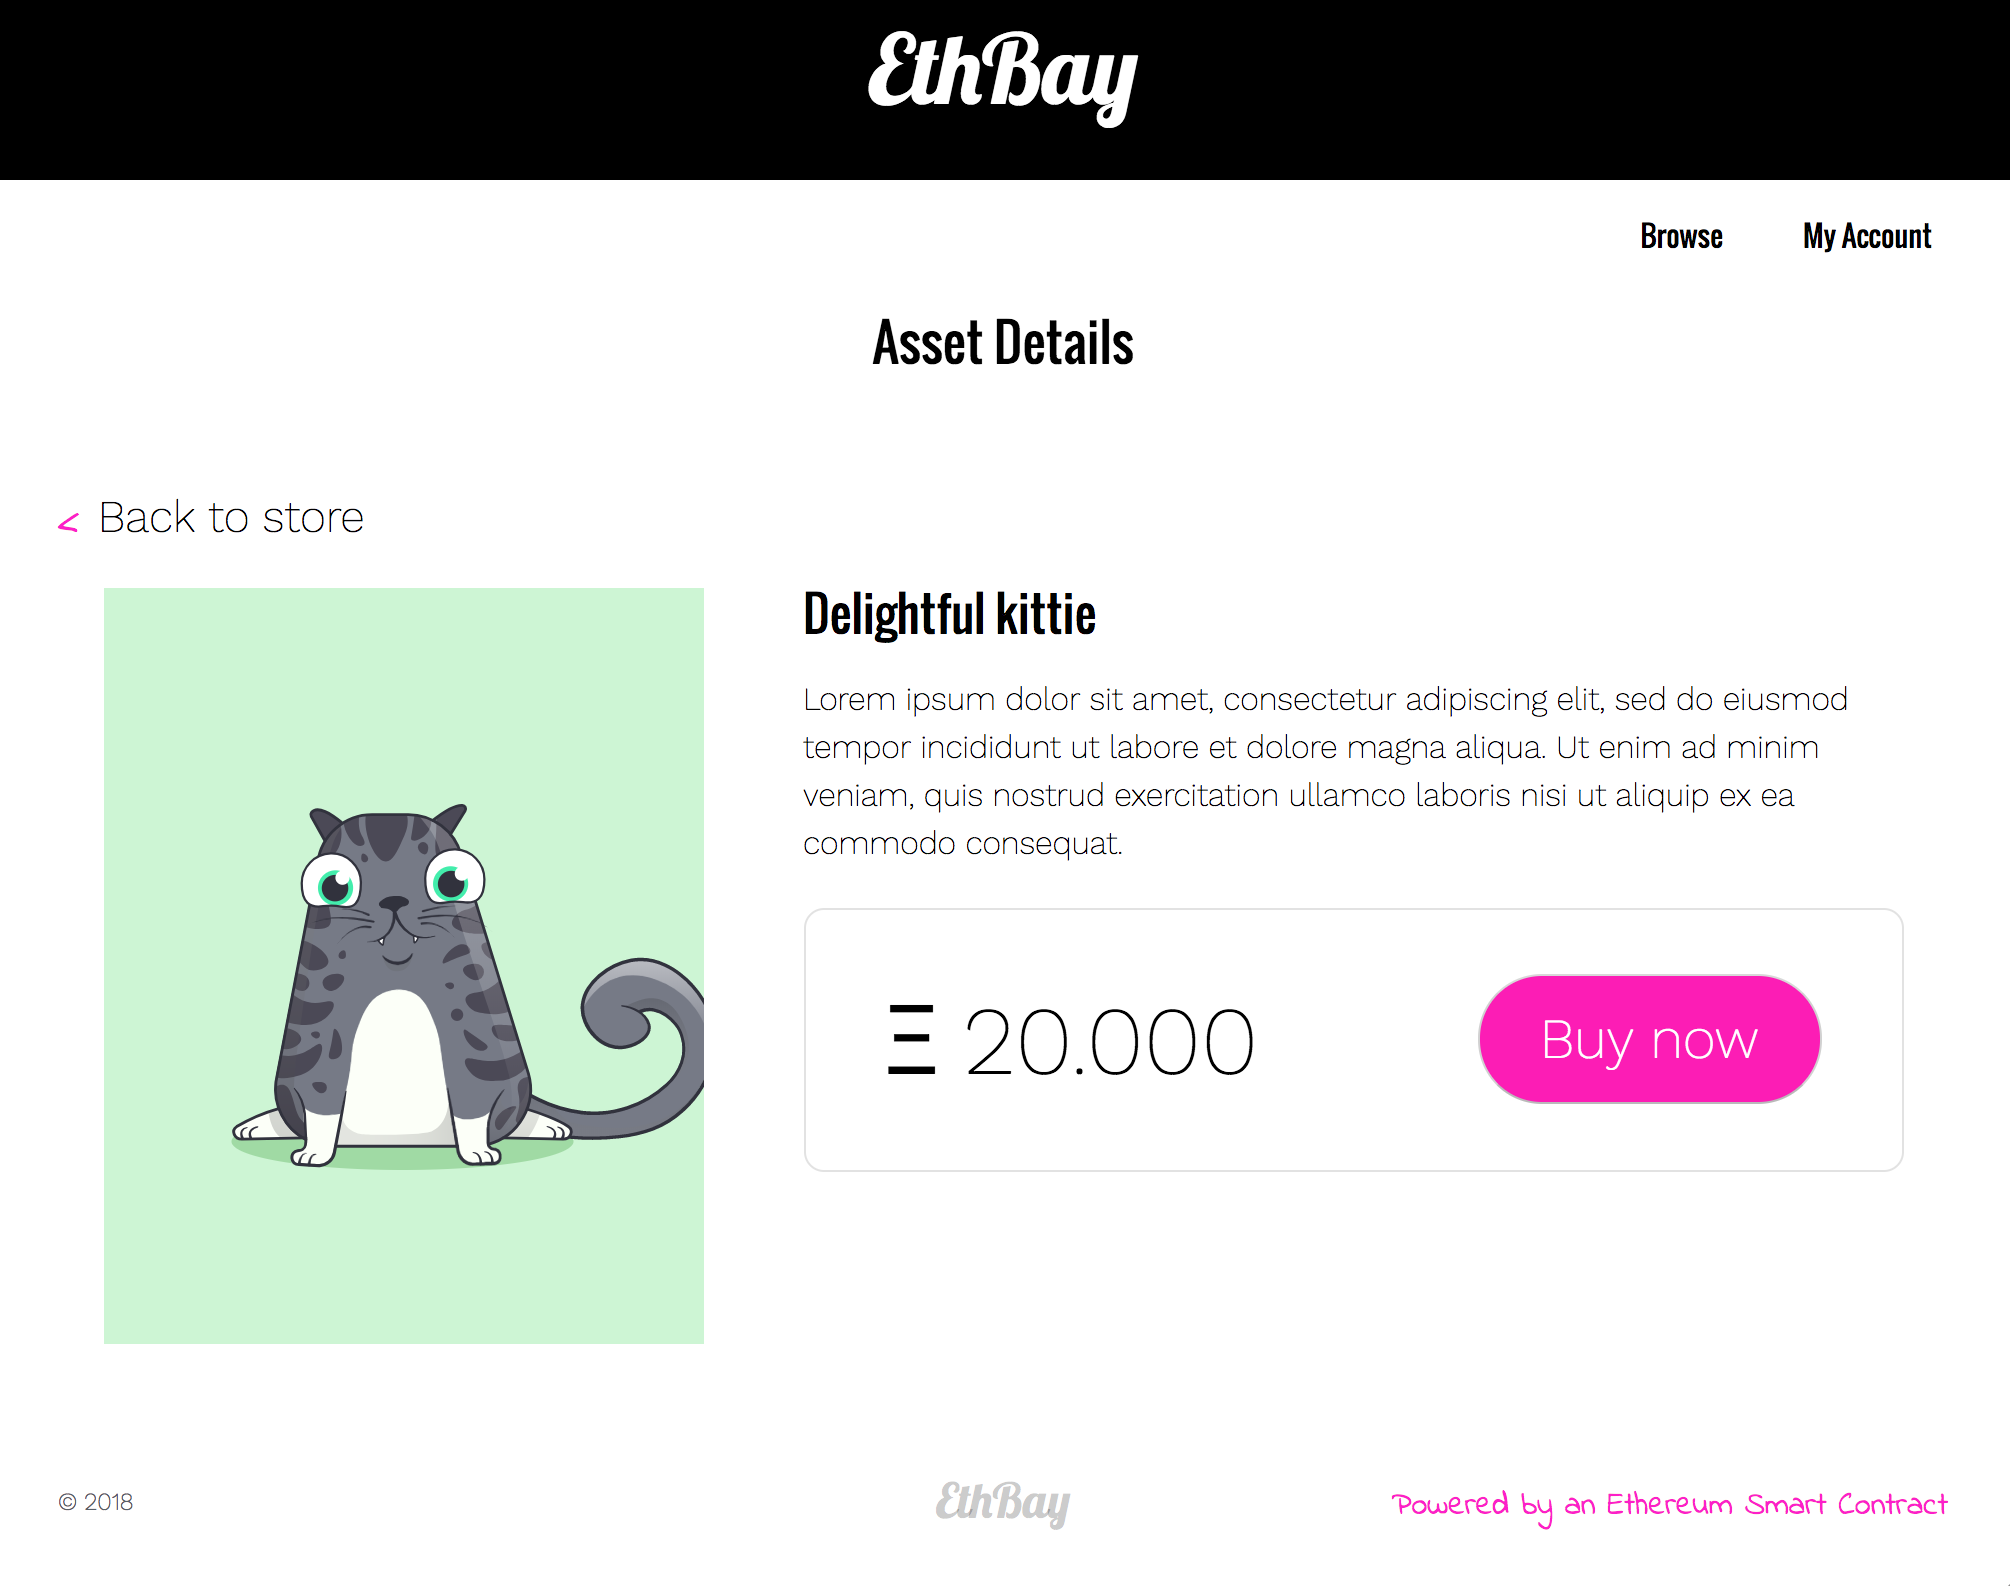 EthBay
Browse
My Account
Asset Details
< Back to store
Delightful kittie
Lorem ipsum dolor sit amet, consectetur adipiscing elit, sed do eiusmod
tempor incididunt ut labore et dolore magna aliqua. Ut enim ad minim
veniam, quis nostrud exercitation ullamco laboris nisi ut aliquip ex ea
commodo consequat.
Ξ 20.000
Buy now
© 2018
EthBay
Powered by an Ethereum Smart Contract